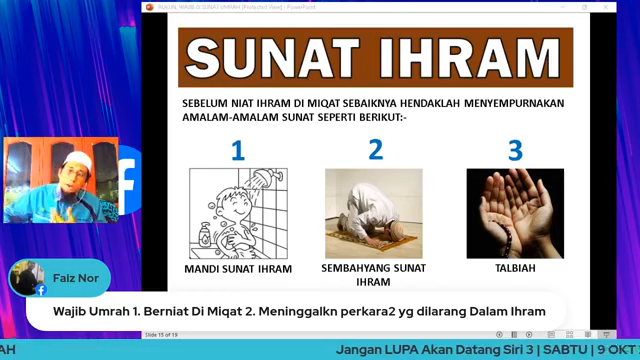 RUKUN, WAJIB & SUNAT UMRAH [Protected View] - PowerPoint
SUNAT IHRAM
SEBELUM NIAT IHRAM DI MIQAT SEBAIKNYA HENDAKLAH MENYEMPURNAKAN
AMALAM-AMALAM SUNAT SEPERTI BERIKUT:-
1
2
3
MANDI SUNAT IHRAM
SEMBAHYANG SUNAT
IHRAM
TALBIAH
Faiz Nor
Wajib Umrah 1. Berniat Di Miqat 2. Meninggalkn perkara2 yg dilarang Dalam Ihram
Slide 15 of 19
AH
Jangan LUPA Akan Datang Siri 3 | SABTU | 9 OKT